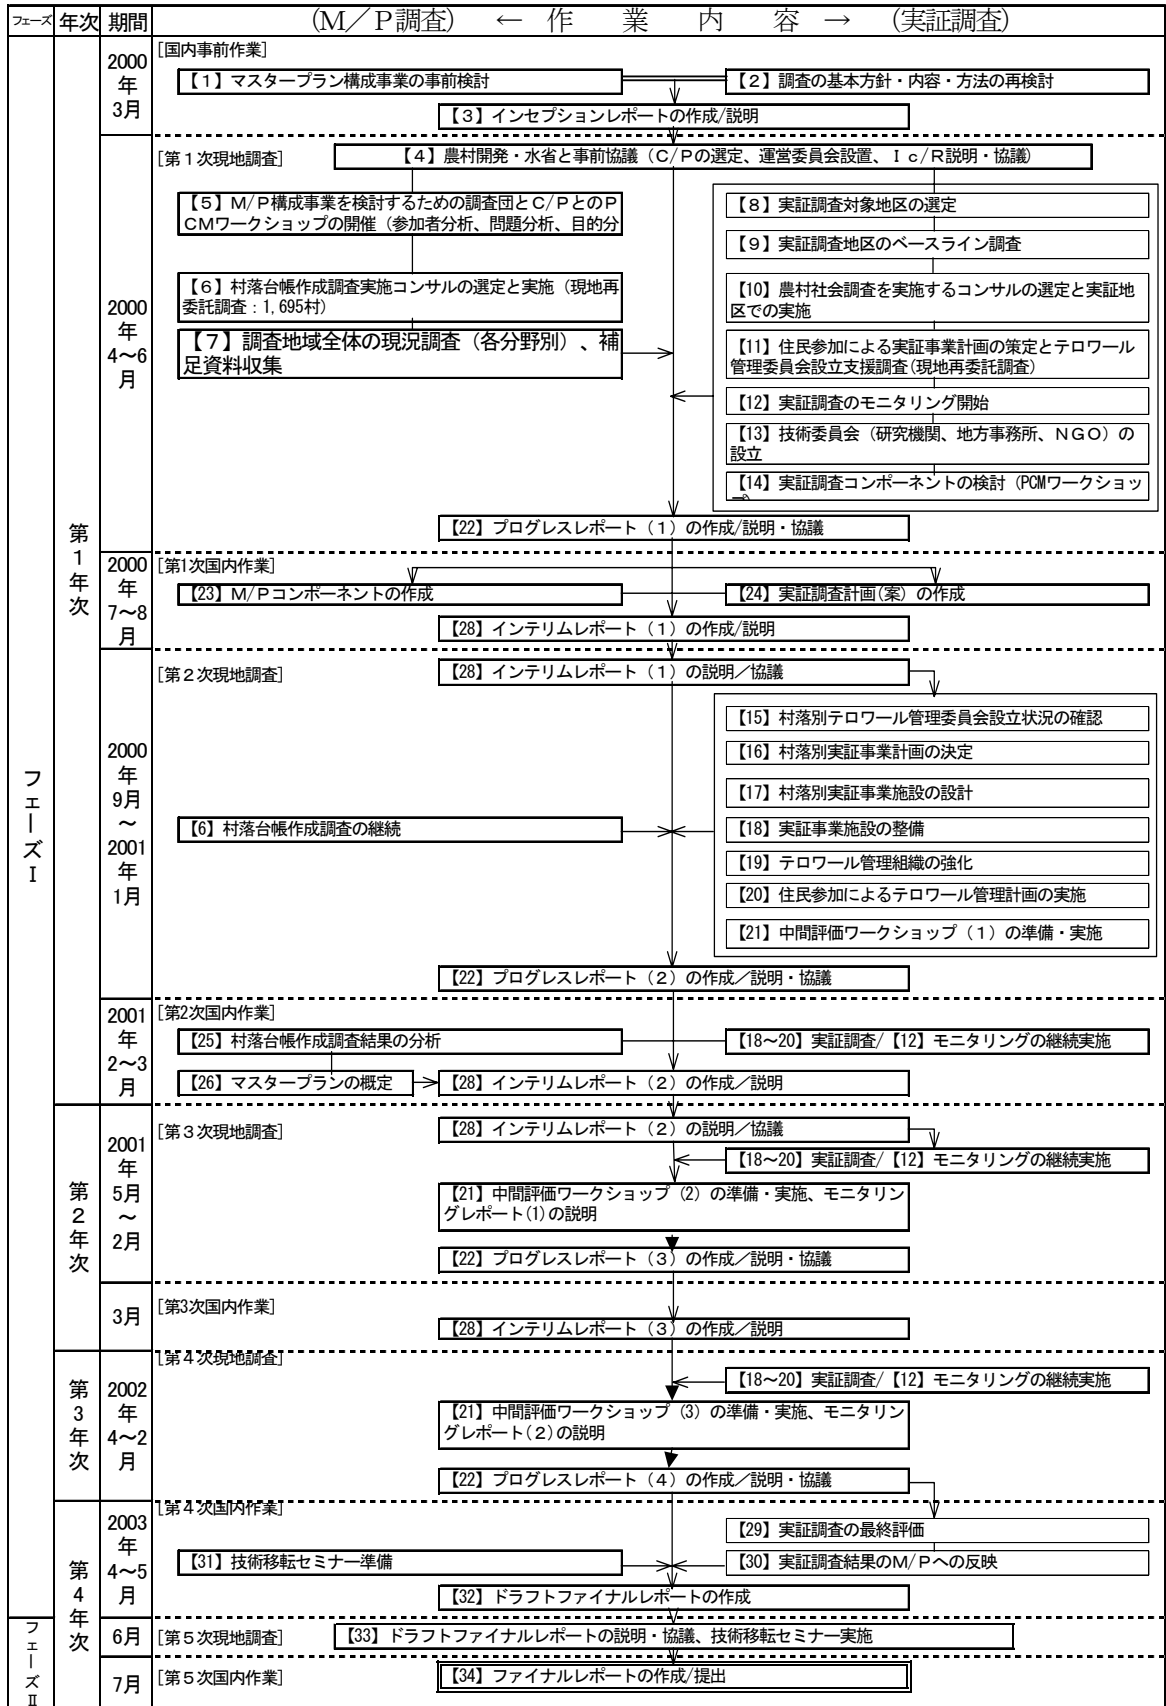 フェーズ 年次 期間 (M／P調査) ← 作 業 内 容 → (実証調査)
フェーズⅠ
第1年次
2000年3月
［国内事前作業］
【１】マスタープラン構成事業の事前検討
【２】調査の基本方針・内容・方法の再検討
【３】インセプションレポートの作成/説明
2000年4～6月
［第１次現地調査］
【４】農村開発・水省と事前協議（C/Pの選定、運営委員会設置、Ｉｃ/Ｒ説明・協議)
【５】M/P構成事業を検討するための調査団とC/PとのP
CMワークショップの開催（参加者分析、問題分析、目的分
【６】村落台帳作成調査実施コンサルの選定と実施（現地再
委託調査：1,695村）
【７】調査地域全体の現況調査（各分野別）、補
足資料収集
【８】実証調査対象地区の選定
【９】実証調査地区のベースライン調査
【10】農村社会調査を実施するコンサルの選定と実証地
区での実施
【11】住民参加による実証事業計画の策定とテロワール
管理委員会設立支援調査(現地再委託調査)
【12】実証調査のモニタリング開始
【13】技術委員会（研究機関、地方事務所、ＮＧＯ）の
設立
【14】実証調査コンポーネントの検討（PCMワークショッ
【22】プログレスレポート（１）の作成/説明・協議
2000年7～8月
［第1次国内作業］
【23】M/Pコンポーネントの作成
【24】実証調査計画(案）の作成
【28】インテリムレポート（１）の作成/説明
2000年9月～2001年1月
［第２次現地調査］
【28】インテリムレポート（１）の説明／協議
【15】村落別テロワール管理委員会設立状況の確認
【16】村落別実証事業計画の決定
【17】村落別実証事業施設の設計
【6】村落台帳作成調査の継続
【18】実証事業施設の整備
【19】テロワール管理組織の強化
【20】住民参加によるテロワール管理計画の実施
【21】中間評価ワークショップ（１）の準備・実施
【22】プログレスレポート（２）の作成／説明・協議
2001年2～3月
［第2次国内作業］
【25】村落台帳作成調査結果の分析
【18～20】実証調査/【12】モニタリングの継続実施
【26】マスタープランの概定
【28】インテリムレポート（２）の作成／説明
第2年次
2001年5月～2月
［第３次現地調査］
【28】インテリムレポート（２）の説明／協議
【18～20】実証調査/【12】モニタリングの継続実施
【21】中間評価ワークショップ（2）の準備・実施、モニタリン
グレポート(1)の説明
【22】プログレスレポート（３）の作成／説明・協議
3月
［第3次国内作業］
【28】インテリムレポート（３）の作成／説明
第3年次
2002年4～2月
［第４次現地調査］
【18～20】実証調査/【12】モニタリングの継続実施
【21】中間評価ワークショップ（3）の準備・実施、モニタリン
グレポート(２)の説明
【22】プログレスレポート（４）の作成／説明・協議
第4年次
2003年4～5月
［第４次国内作業］
【29】実証調査の最終評価
【31】技術移転セミナー準備
【30】実証調査結果のM/Pへの反映
【32】ドラフトファイナルレポートの作成
フェーズⅡ
6月
［第５次現地調査］
【33】ドラフトファイナルレポートの説明・協議、技術移転セミナー実施
7月
［第５次国内作業］
【34】ファイナルレポートの作成/提出